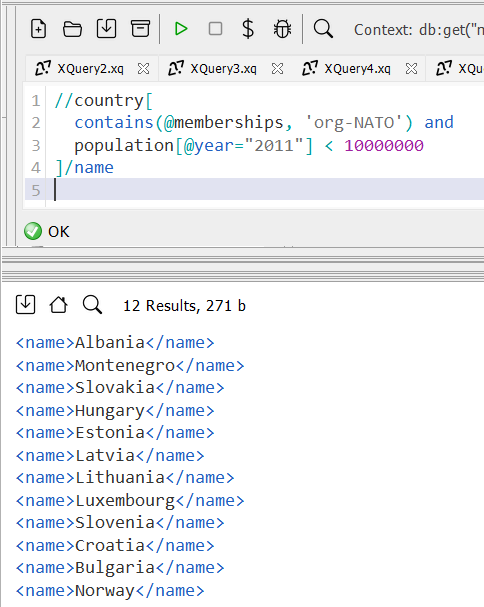 Context: db:get("n
XQuery2.xq XQuery3.xq XQuery4.xq XQu
1 //country[
2   contains(@memberships, 'org-NATO') and
3   population[@year="2011"] < 10000000
4 ]/name
5
OK
12 Results, 271 b
<name>Albania</name>
<name>Montenegro</name>
<name>Slovakia</name>
<name>Hungary</name>
<name>Estonia</name>
<name>Latvia</name>
<name>Lithuania</name>
<name>Luxembourg</name>
<name>Slovenia</name>
<name>Croatia</name>
<name>Bulgaria</name>
<name>Norway</name>